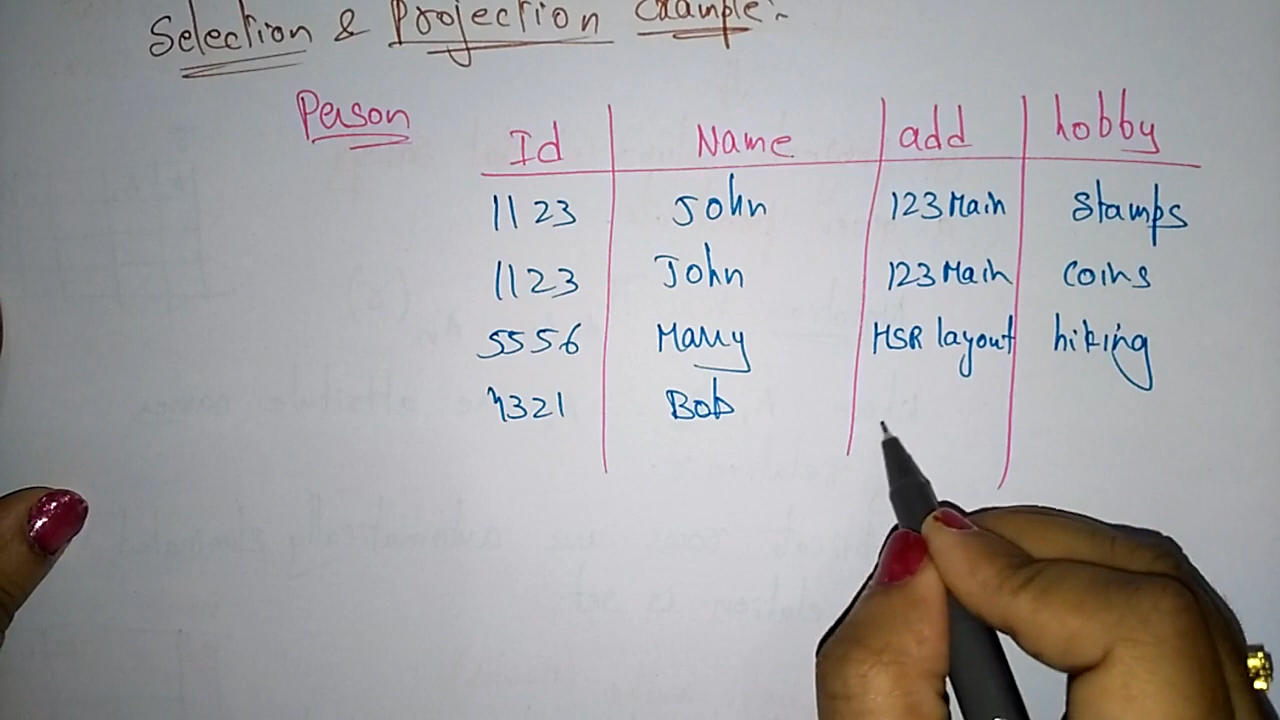 Selection & Projection Example:-
Person
Id Name add hobby
1123 John 123 Main Stamps
1123 John 123 Main Coins
5556 Mary HSR layout hiking
Bob